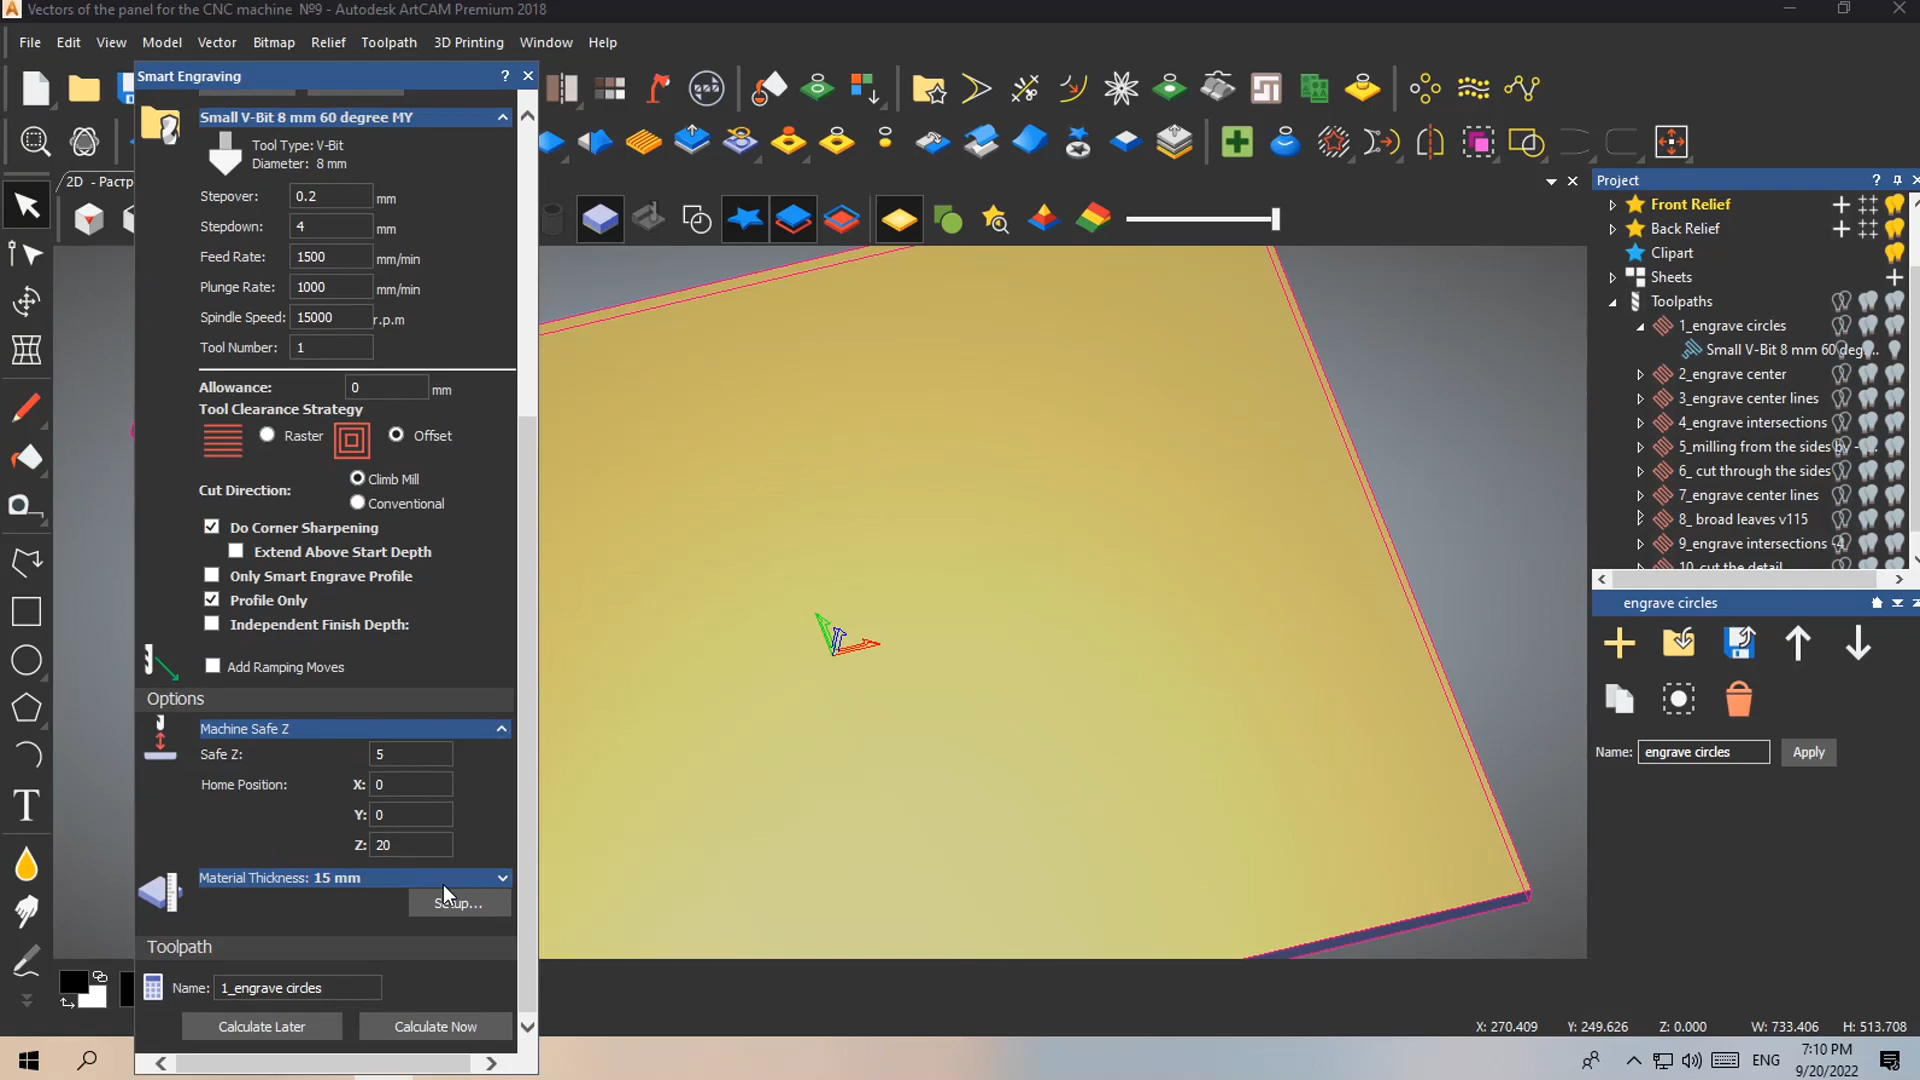 Vectors of the panel for the CNC machine №9 - Autodesk ArtCAM Premium 2018
File Edit View Model Vector Bitmap Relief Toolpath 3D Printing Window Help
Smart Engraving ?
Small V-Bit 8 mm 60 degree MY
Tool Type: V-Bit
Diameter: 8 mm
2D - Растр
Stepover: 0.2 mm
Stepdown: 4 mm
Feed Rate: 1500 mm/min
Plunge Rate: 1000 mm/min
Spindle Speed: 15000 r.p.m
Tool Number: 1
Allowance: 0 mm
Tool Clearance Strategy
Raster Offset
Cut Direction: Climb Mill
Conventional
Do Corner Sharpening
Extend Above Start Depth
Only Smart Engrave Profile
Profile Only
Independent Finish Depth:
Add Ramping Moves
Options
Machine Safe Z
Safe Z: 5
Home Position: X: 0
Y: 0
Z: 20
Material Thickness: 15 mm
Toolpath
Name: 1_engrave circles
Calculate Later Calculate Now
Project ?
Front Relief
Back Relief
Clipart
Sheets
Toolpaths
1_engrave circles
Small V-Bit 8 mm 60 deg...
2_engrave center
3_engrave center lines
4_engrave intersections
5_milling from the sides by -
6_ cut through the sides
7_engrave center lines
8_ broad leaves v115
9_engrave intersections -4
10_cut the detail
engrave circles
Name: engrave circles Apply
X: 270.409 Y: 249.626 Z: 0.000 W: 733.406 H: 513.708
ENG
7:10 PM
9/20/2022